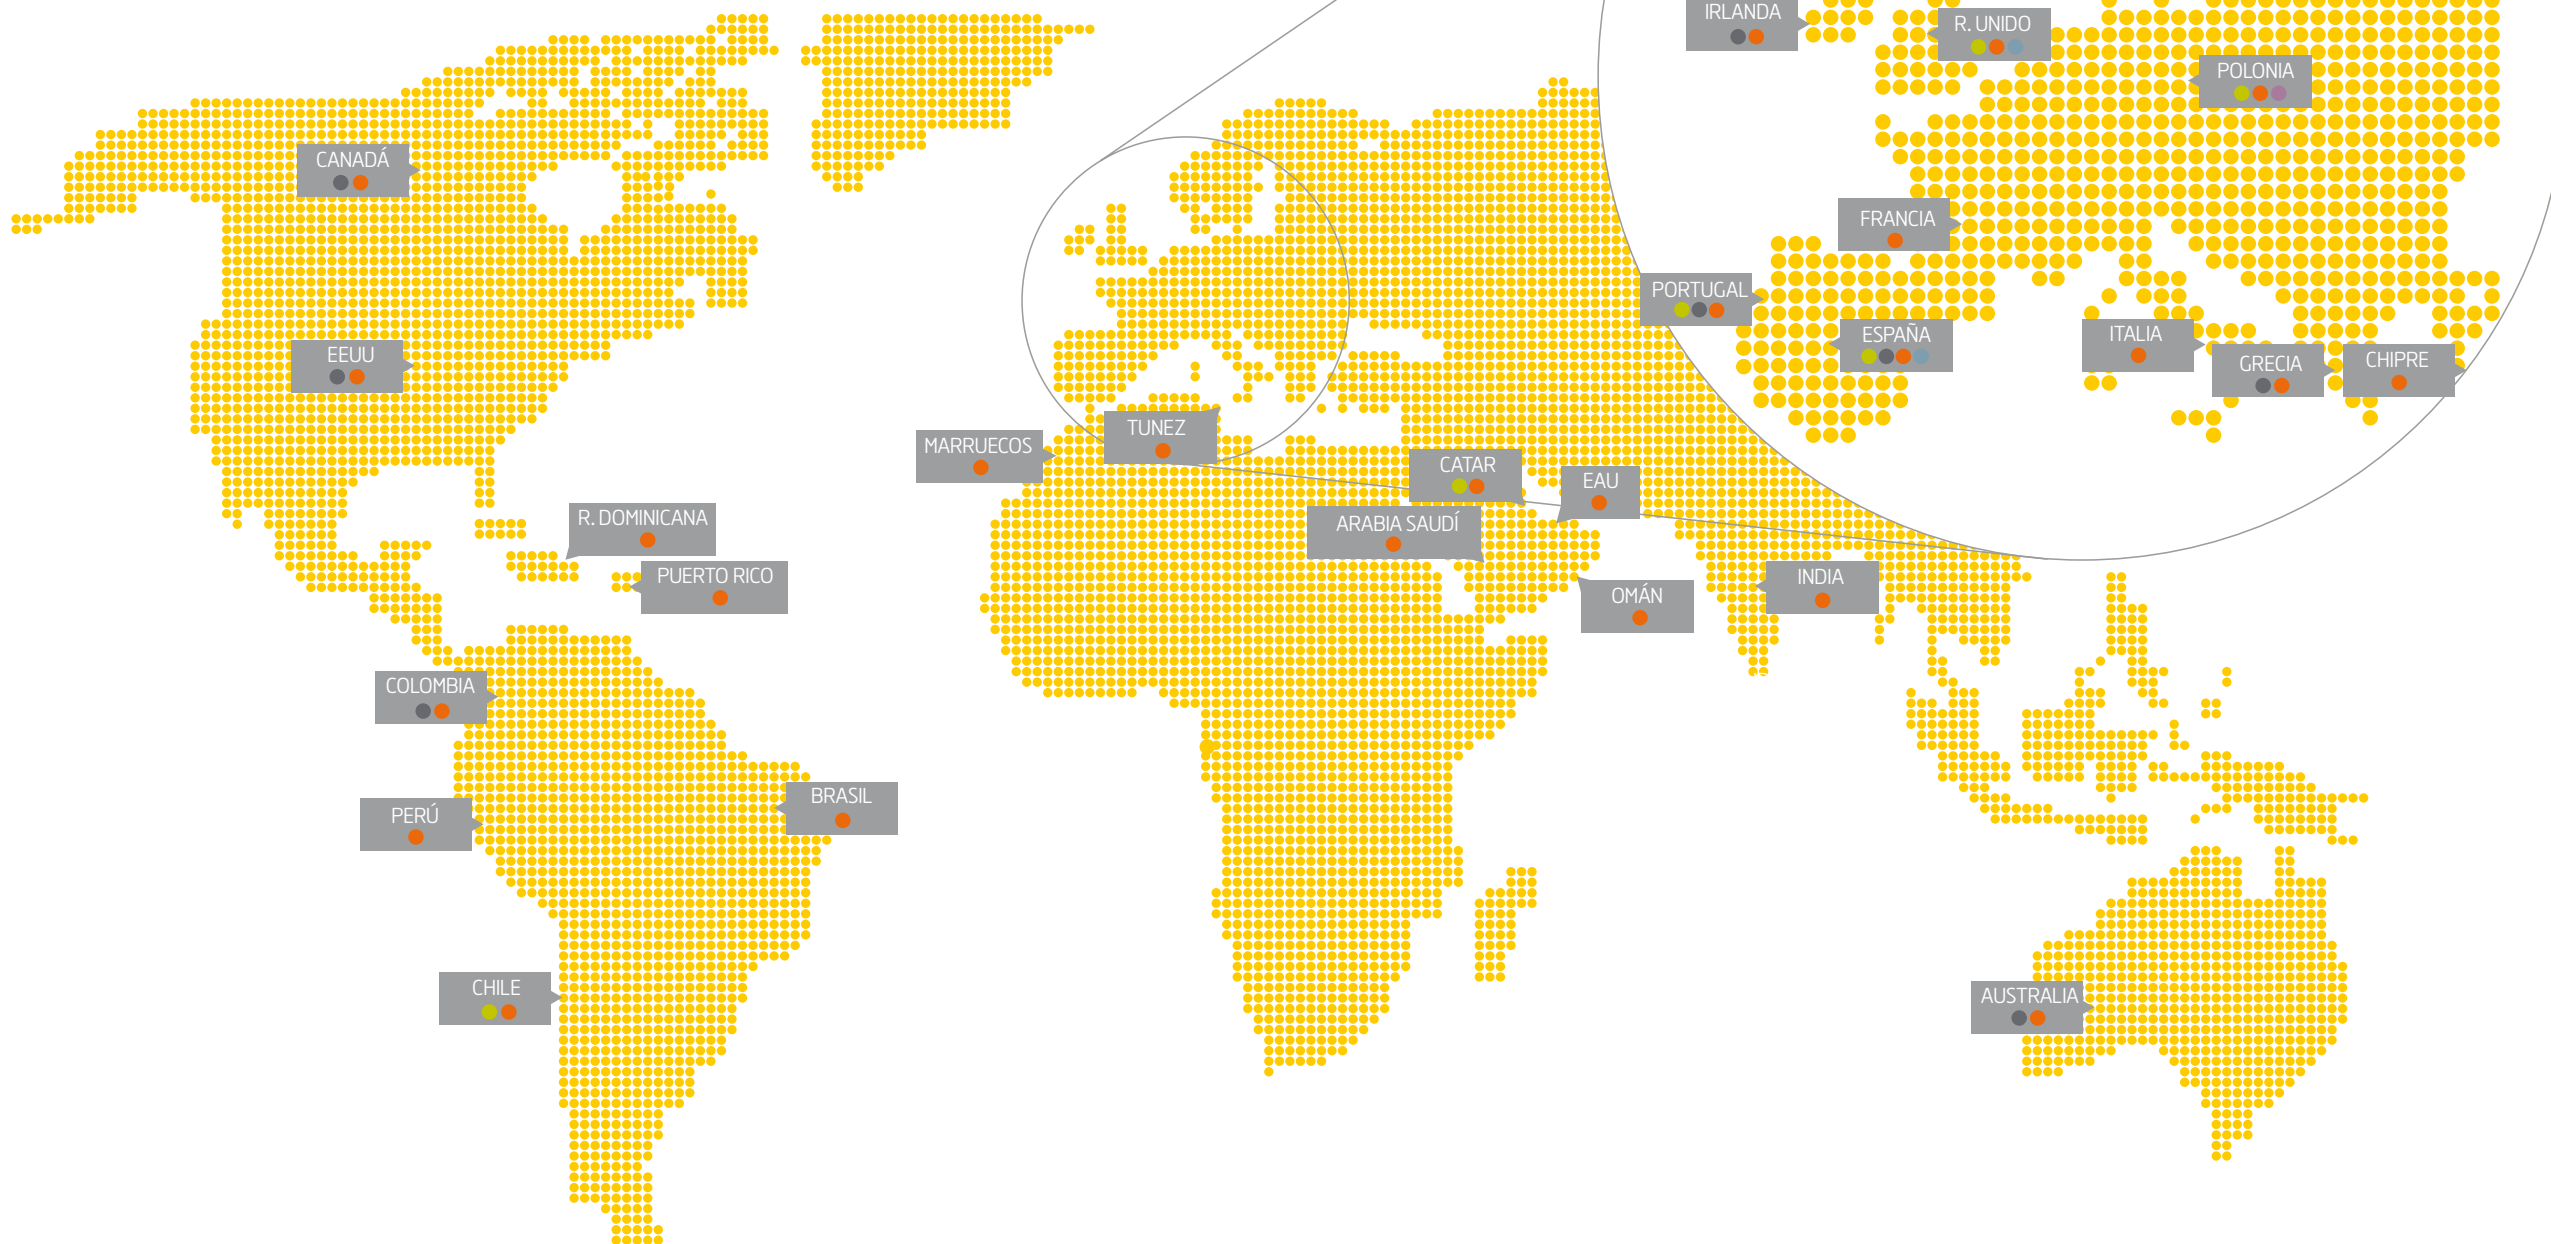 IRLANDA
R. UNIDO
POLONIA
CANADÁ
FRANCIA
PORTUGAL
ESPAÑA
ITALIA
GRECIA
CHIPRE
EEUU
TUNEZ
MARRUECOS
CATAR
EAU
R. DOMINICANA
ARABIA SAUDÍ
PUERTO RICO
OMÁN
INDIA
COLOMBIA
BRASIL
PERÚ
CHILE
AUSTRALIA